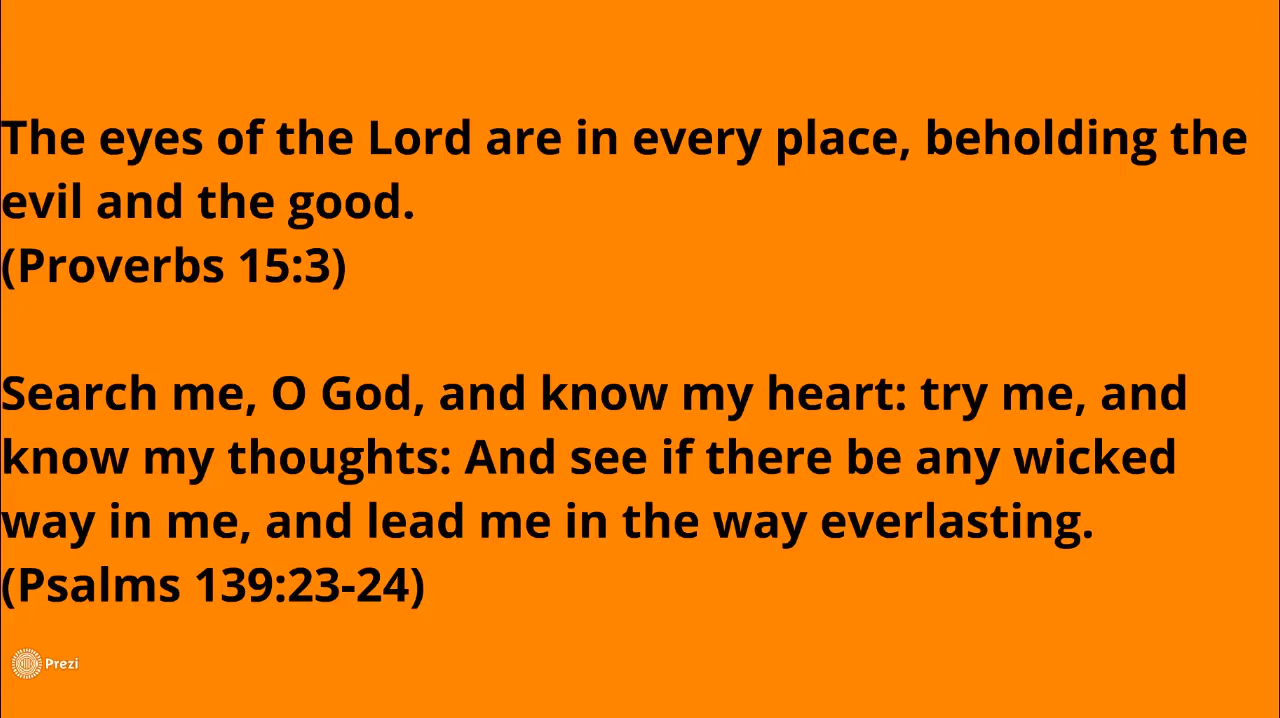 The eyes of the Lord are in every place, beholding the
evil and the good.
(Proverbs 15:3)
Search me, O God, and know my heart: try me, and
know my thoughts: And see if there be any wicked
way in me, and lead me in the way everlasting.
(Psalms 139:23-24)
Prezi